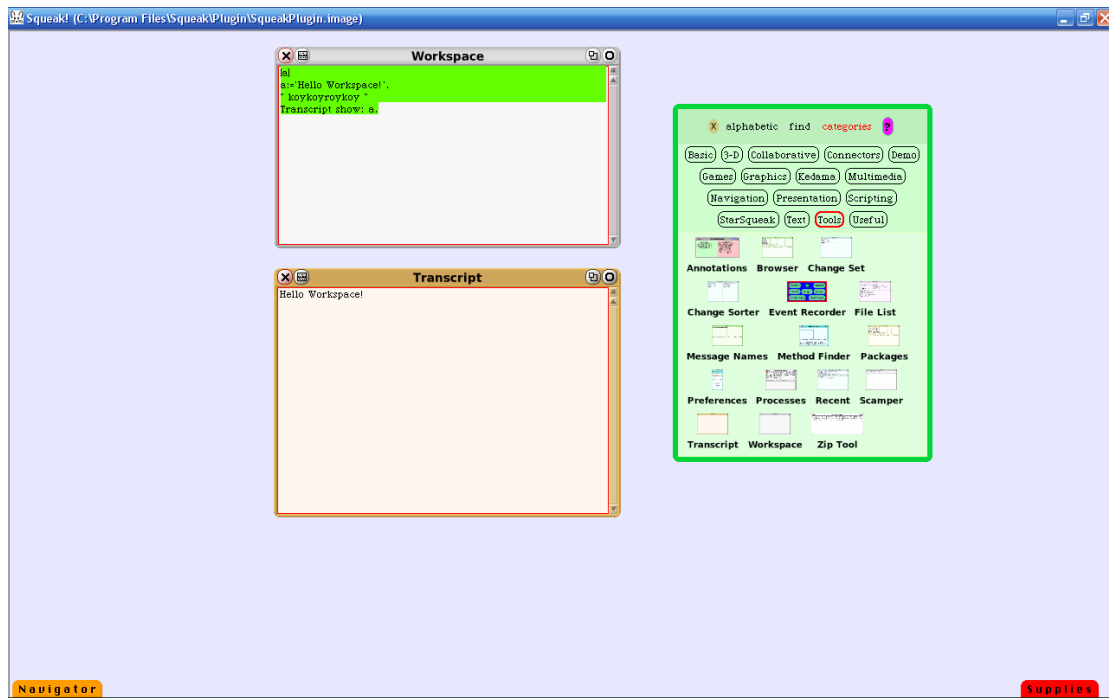 Squeak! (C:\Program Files\Squeak\Plugin\SqueakPlugin.image)
Workspace
|a|
a:='Hello Workspace!'.
" koykoyroykoy "
Transcript show: a.
Transcript
Hello Workspace!
X alphabetic find categories ?
Basic 3-D Collaborative Connectors Demo
Games Graphics Kedama Multimedia
Navigation Presentation Scripting
StarSqueak Text Tools Useful
Annotations Browser Change Set
Change Sorter Event Recorder File List
Message Names Method Finder Packages
Preferences Processes Recent Scamper
Transcript Workspace Zip Tool
Navigator
Supplies